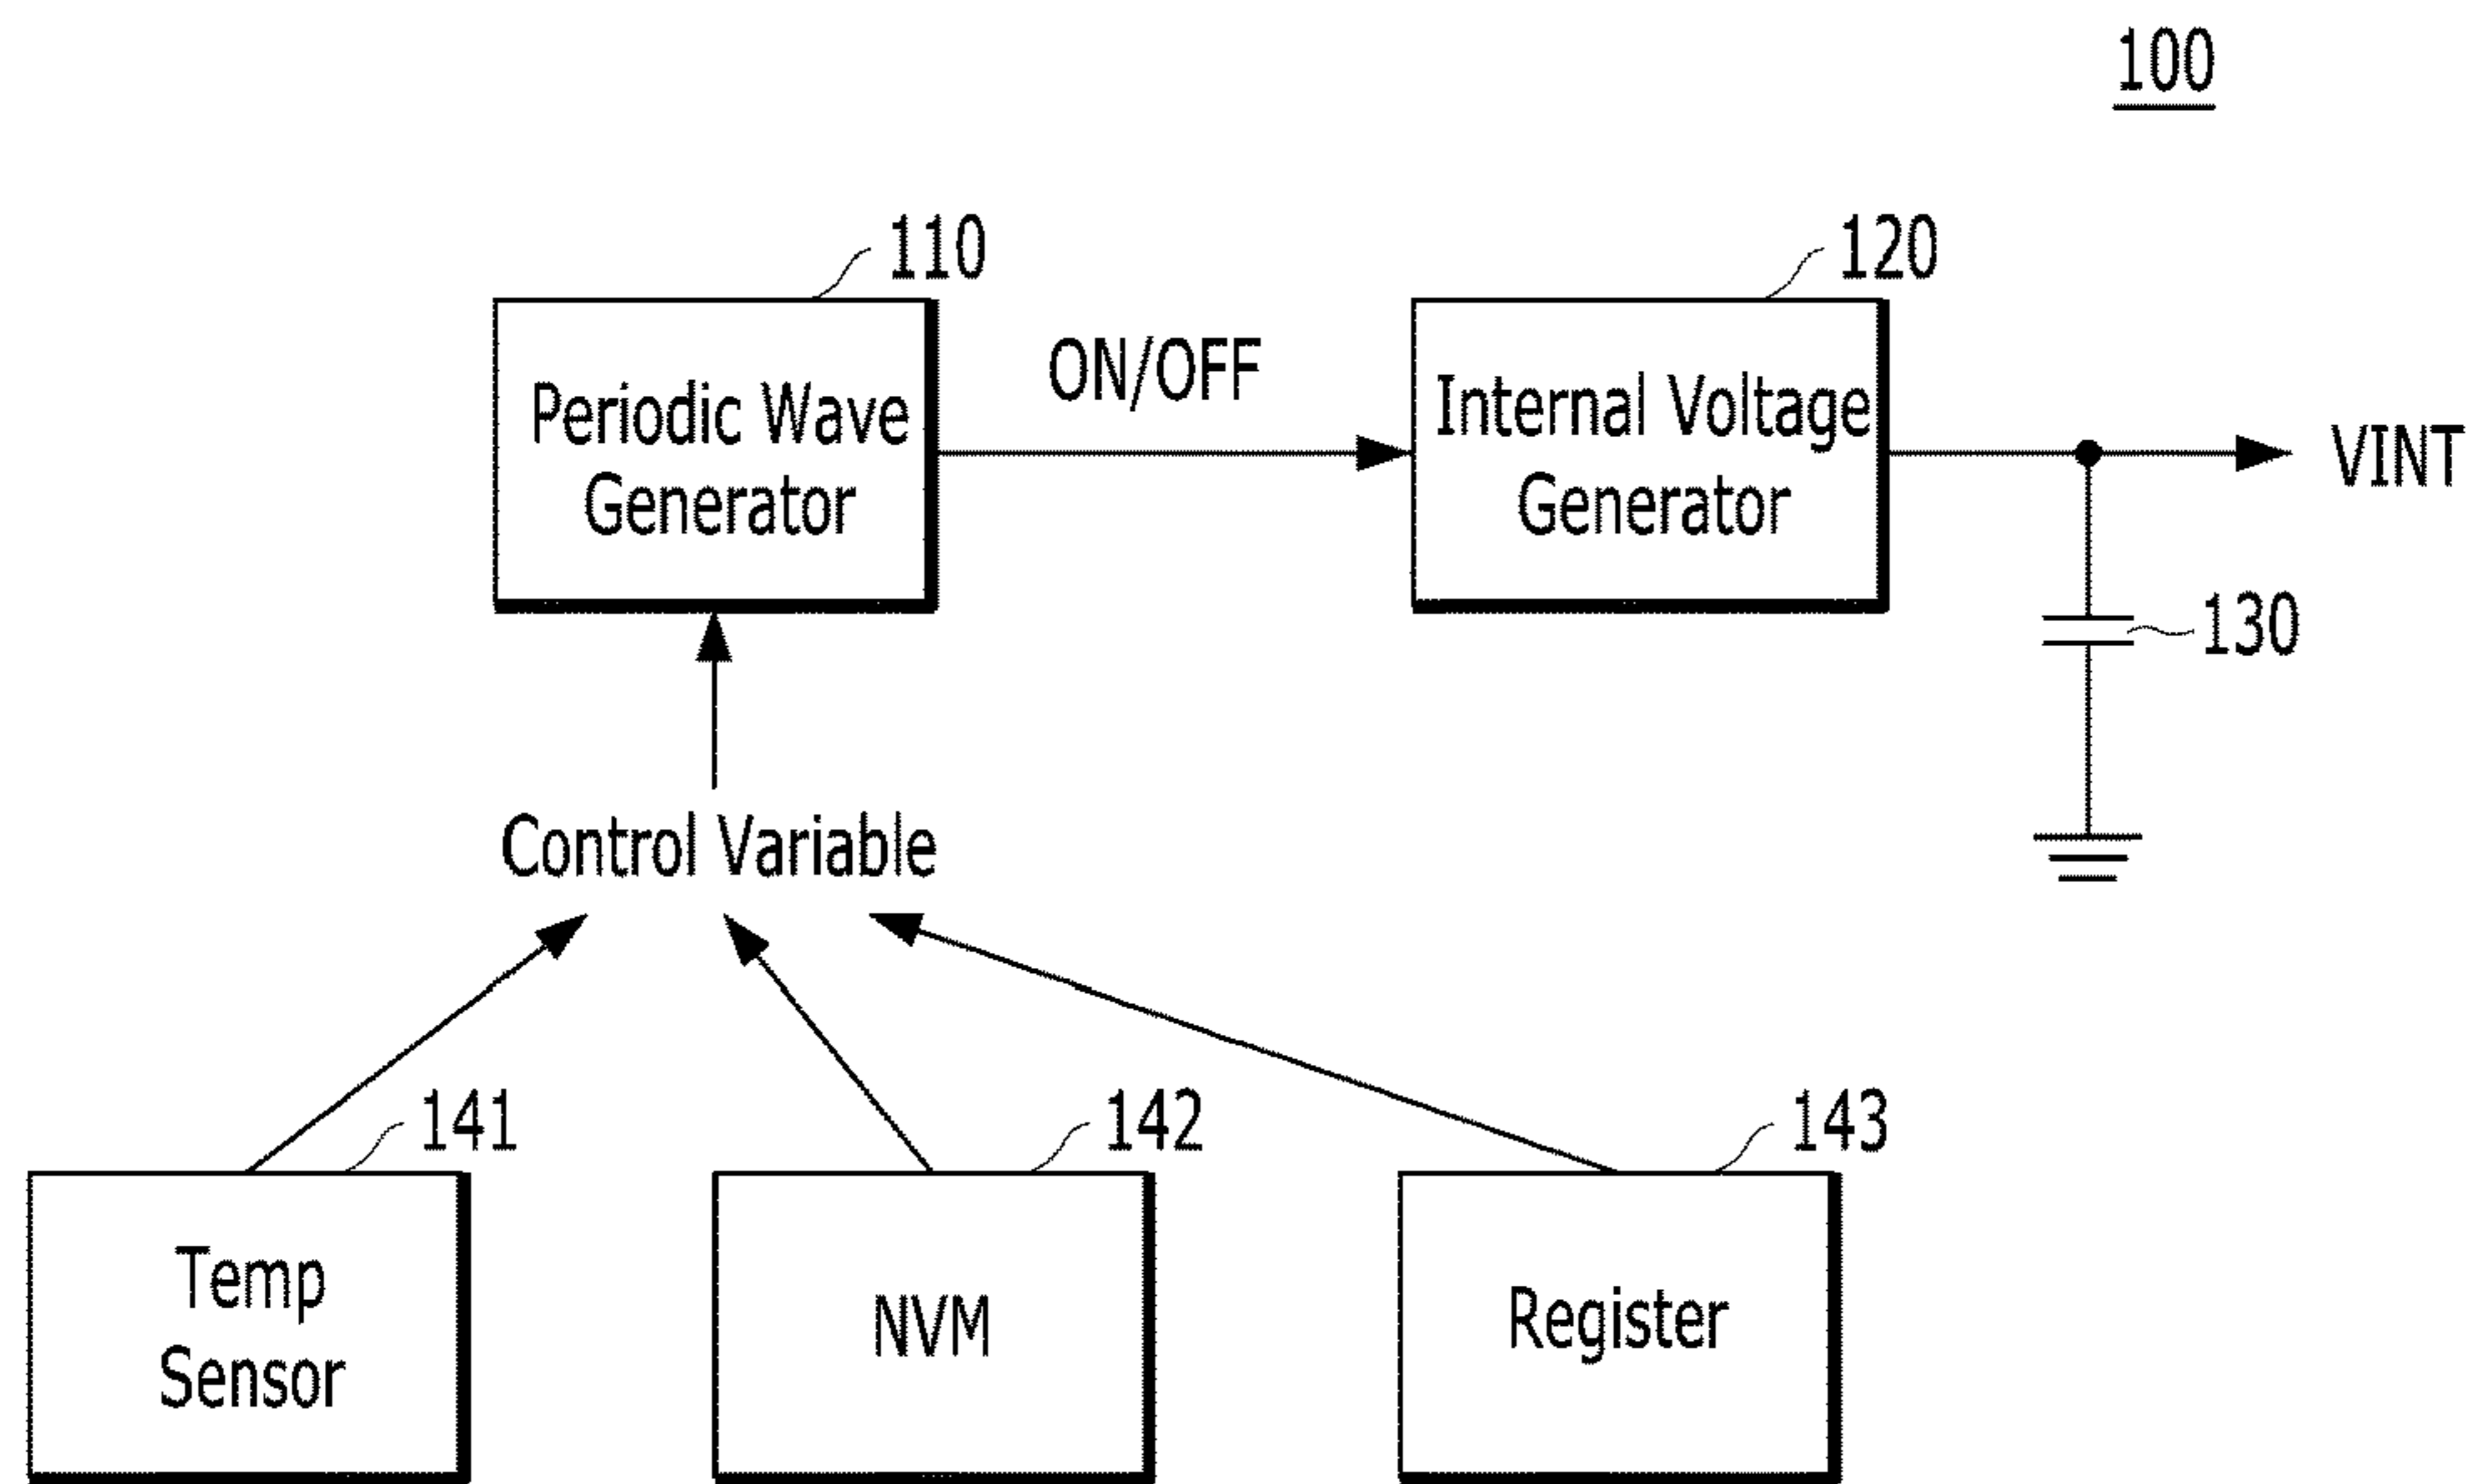 100
110
120
Periodic Wave
Generator
ON/OFF
Internal Voltage
Generator
VINT
130
Control Variable
141
142
143
Temp
Sensor
NVM
Register